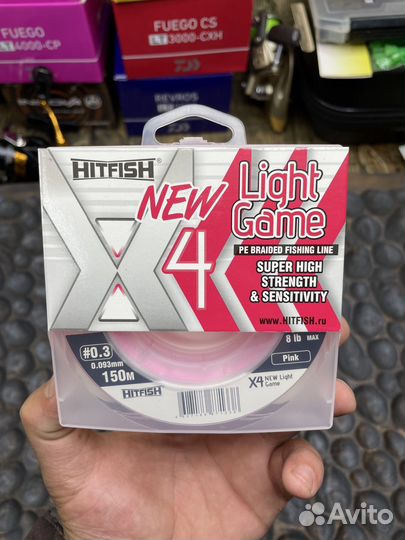 FUEGO
LT4000-CP
FUEGO CS
LT3000-CXH
REVROS
HITFISH®
X4
NEW
Light
Game
PE BRAIDED FISHING LINE
SUPER HIGH
STRENGTH
& SENSITIVITY
www.HITFISH.ru
#0.3
0.093mm
150M
HITFISH
8 lb MAX
Pink
X4 NEW Light
Game
Avito